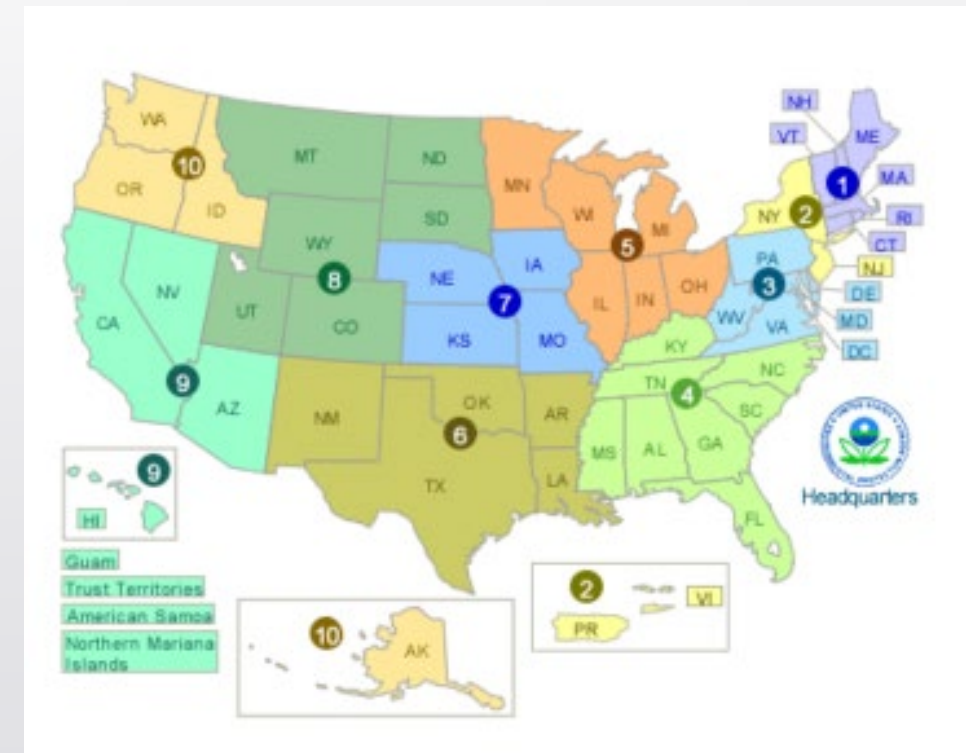 NH
ME
VT
WA
MT
ND
MN
1
MA
10
OR
ID
SD
WI
MI
NY
2
RI
WY
5
CT
PA
NJ
8
NE
IA
3
DE
NV
7
IL
IN
OH
WV
VA
MD
CA
UT
CO
KS
MO
KY
DC
9
TN
4
NC
AZ
NM
OK
AR
SC
6
MS
AL
GA
TX
LA
FL
Headquarters
9
HI
Guam
Trust Territories
American Samoa
Northern Mariana
Islands
10
AK
2
VI
PR